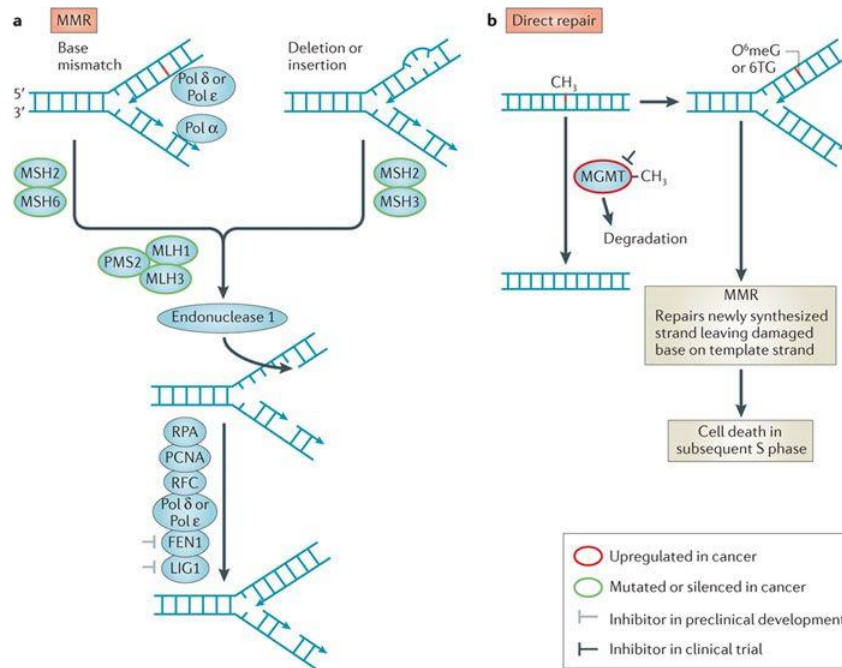 a MMR
Base
mismatch
Deletion or
insertion
5′
3′
Pol δ or
Pol ε
Pol α
MSH2
MSH6
MSH2
MSH3
PMS2
MLH1
MLH3
Endonuclease 1
RPA
PCNA
RFC
Pol δ or
Pol ε
FEN1
LIG1
b Direct repair
CH₃
O⁶meG
or 6TG
MGMT
CH₃
Degradation
MMR
Repairs newly synthesized
strand leaving damaged
base on template strand
Cell death in
subsequent S phase
Upregulated in cancer
Mutated or silenced in cancer
Inhibitor in preclinical development
Inhibitor in clinical trial